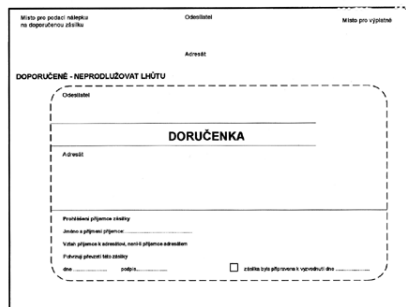 Místo pro podací nálepku
na doporučenou zásilku
Odesílatel
Místo pro výplatné
Adresát
DOPORUČENĚ - NEPRODLUŽOVAT LHŮTU
Odesílatel
DORUČENKA
Adresát
Prohlášení příjemce zásilky
Jméno a příjmení příjemce
Vztah příjemce k adresátovi, není-li příjemce adresátem
Potvrzuji převzetí této zásilky
dne podpis zásilka byla připravena k vyzvednutí dne